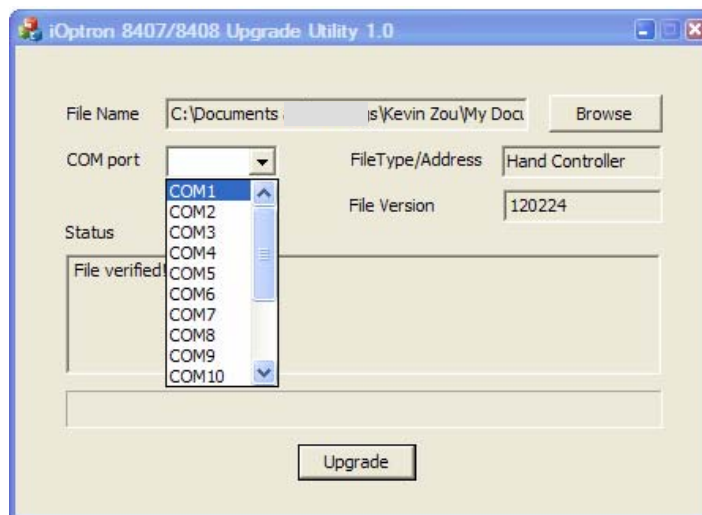 iOptron 8407/8408 Upgrade Utility 1.0
File Name
C:\Documents s\Kevin Zou\My Docu
Browse
COM port
FileType/Address
Hand Controller
File Version
120224
COM1
COM2
COM3
COM4
COM5
COM6
COM7
COM8
COM9
COM10
Status
File verified!
Upgrade